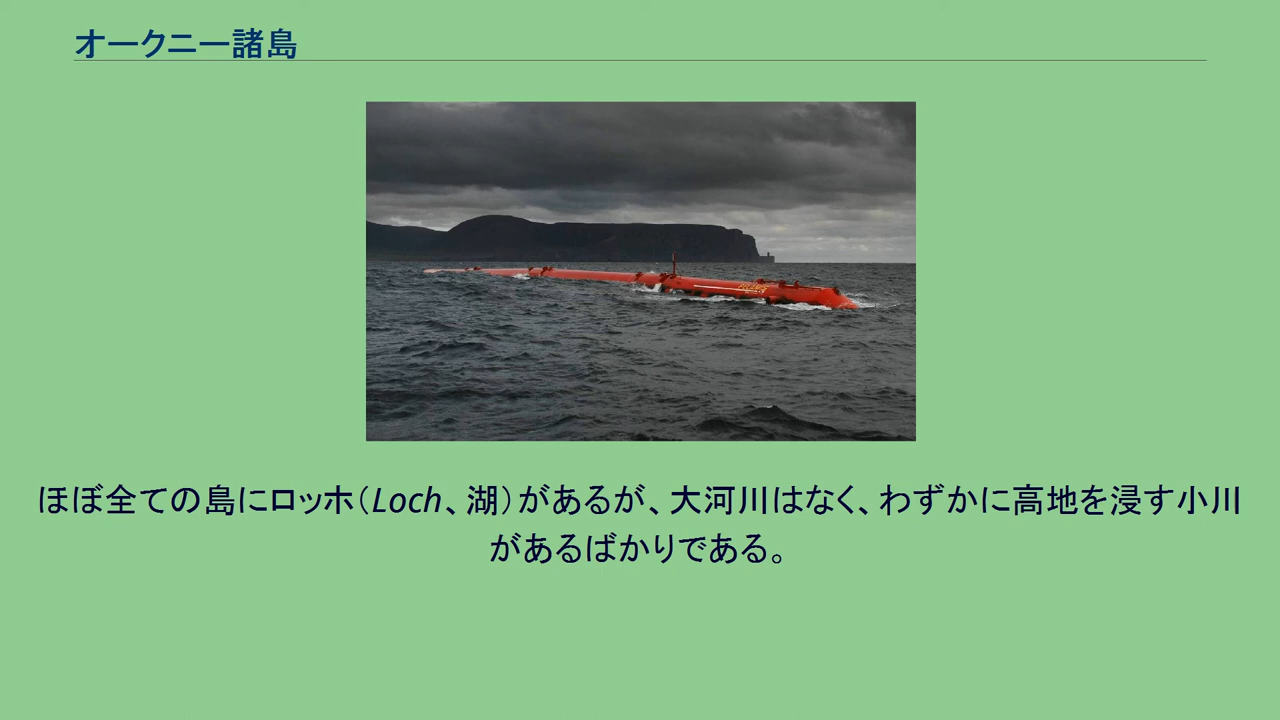 オークニー諸島
ほぼ全ての島にロッホ（Loch、湖）があるが、大河川はなく、わずかに高地を浸す小川
があるばかりである。